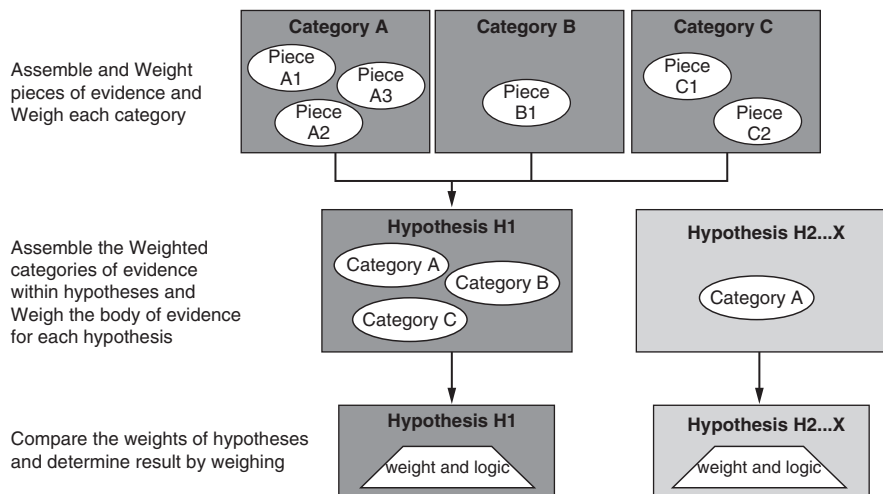 Category A
Category B
Category C
Assemble and Weight
pieces of evidence and
Weigh each category
Piece
A1
Piece
A3
Piece
A2
Piece
B1
Piece
C1
Piece
C2
Assemble the Weighted
categories of evidence
within hypotheses and
Weigh the body of evidence
for each hypothesis
Hypothesis H1
Category A
Category B
Category C
Hypothesis H2...X
Category A
Compare the weights of hypotheses
and determine result by weighing
Hypothesis H1
weight and logic
Hypothesis H2...X
weight and logic